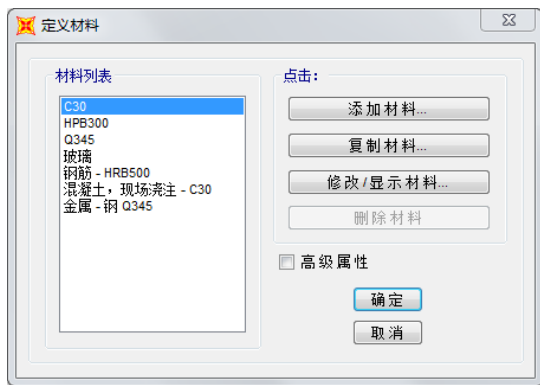 定义材料
材料列表
C30
HPB300
Q345
玻璃
钢筋 - HRB500
混凝土，现场浇注 - C30
金属 - 钢 Q345
点击：
添加材料...
复制材料...
修改/显示材料...
删除材料
高级属性
确定
取消